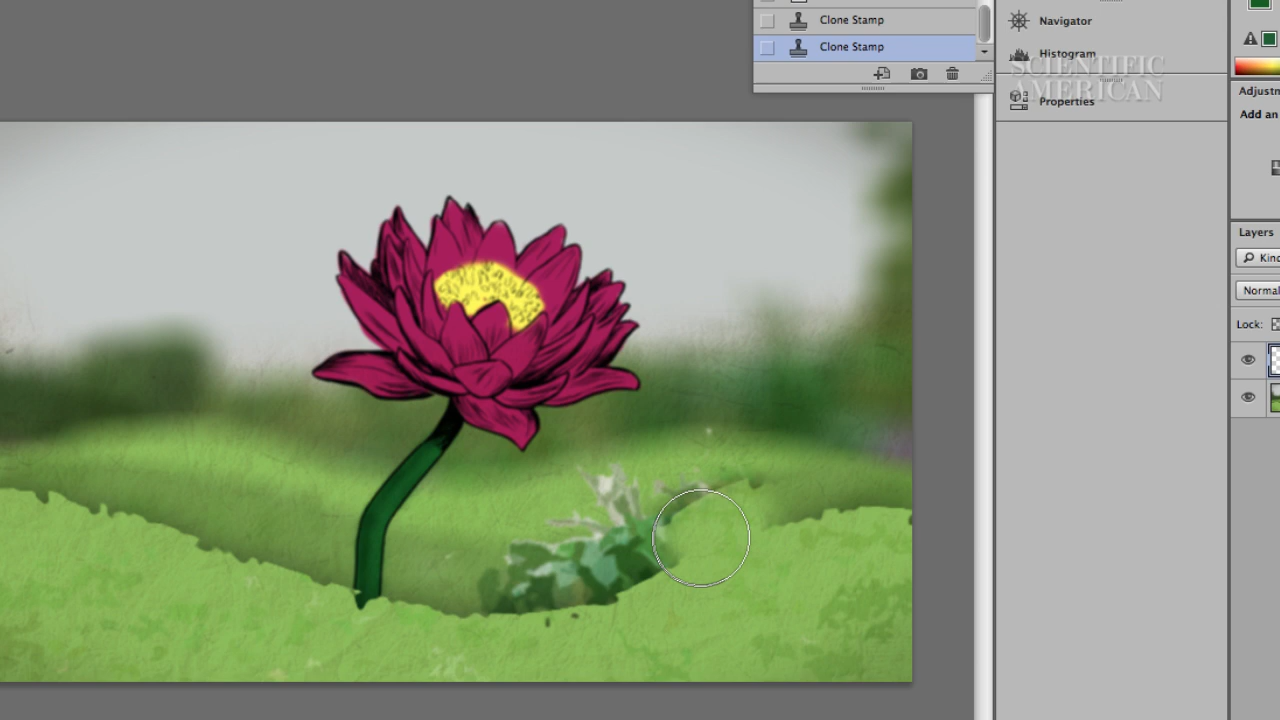 Clone Stamp
Clone Stamp
Navigator
Histogram
SCIENTIFIC
AMERICAN
Properties
Adjustm
Add an
Layers
Kind
Normal
Lock: